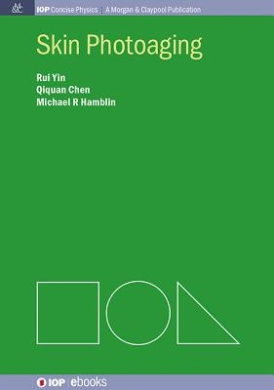 IOP Concise Physics | A Morgan & Claypool Publication
Skin Photoaging
Rui Yin
Qiquan Chen
Michael R Hamblin
IOP | ebooks